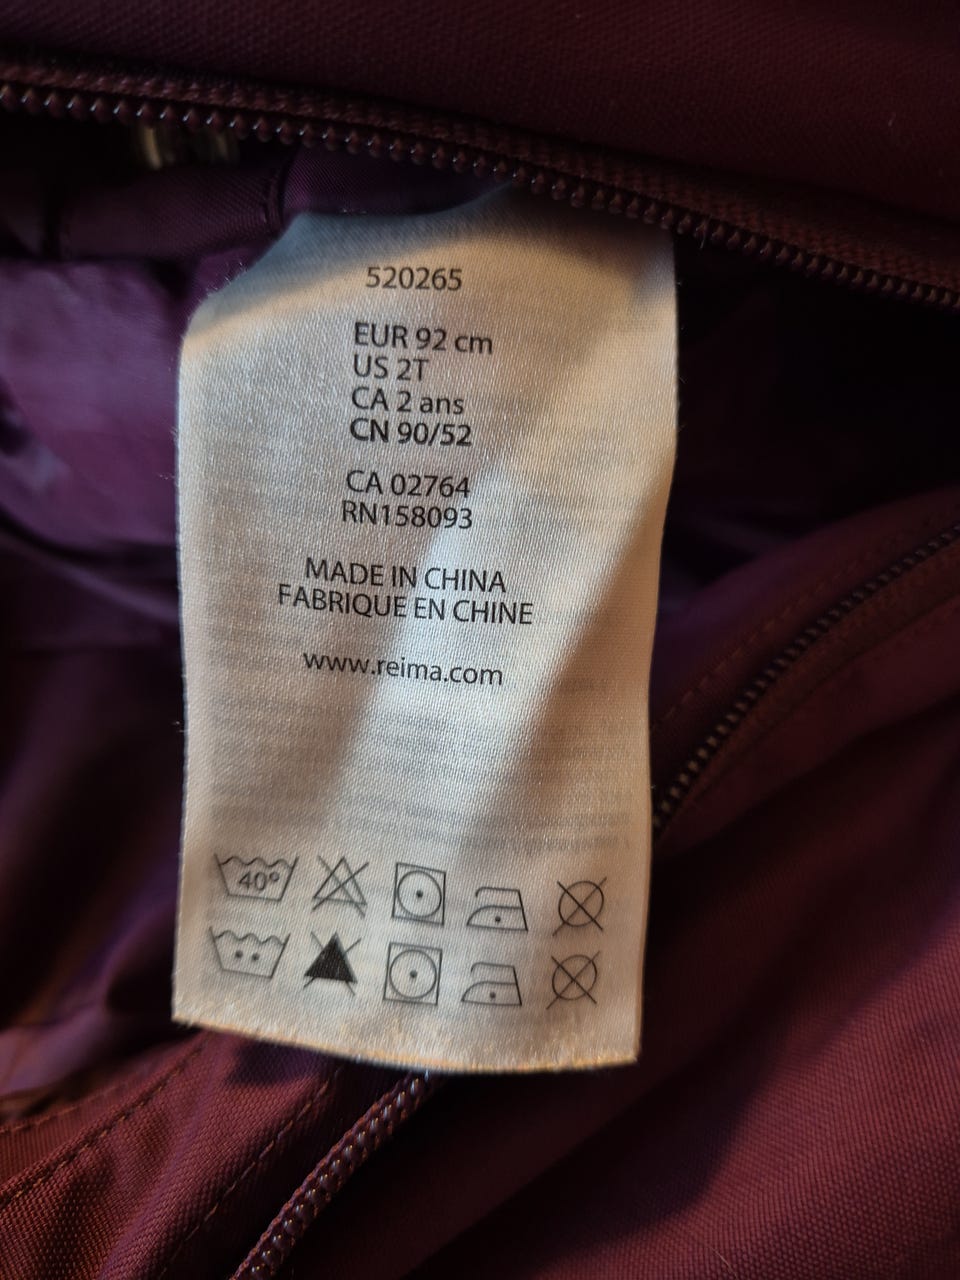 520265
EUR 92 cm
US 2T
CA 2 ans
CN 90/52
CA 02764
RN158093
MADE IN CHINA
FABRIQUE EN CHINE
www.reima.com
40º